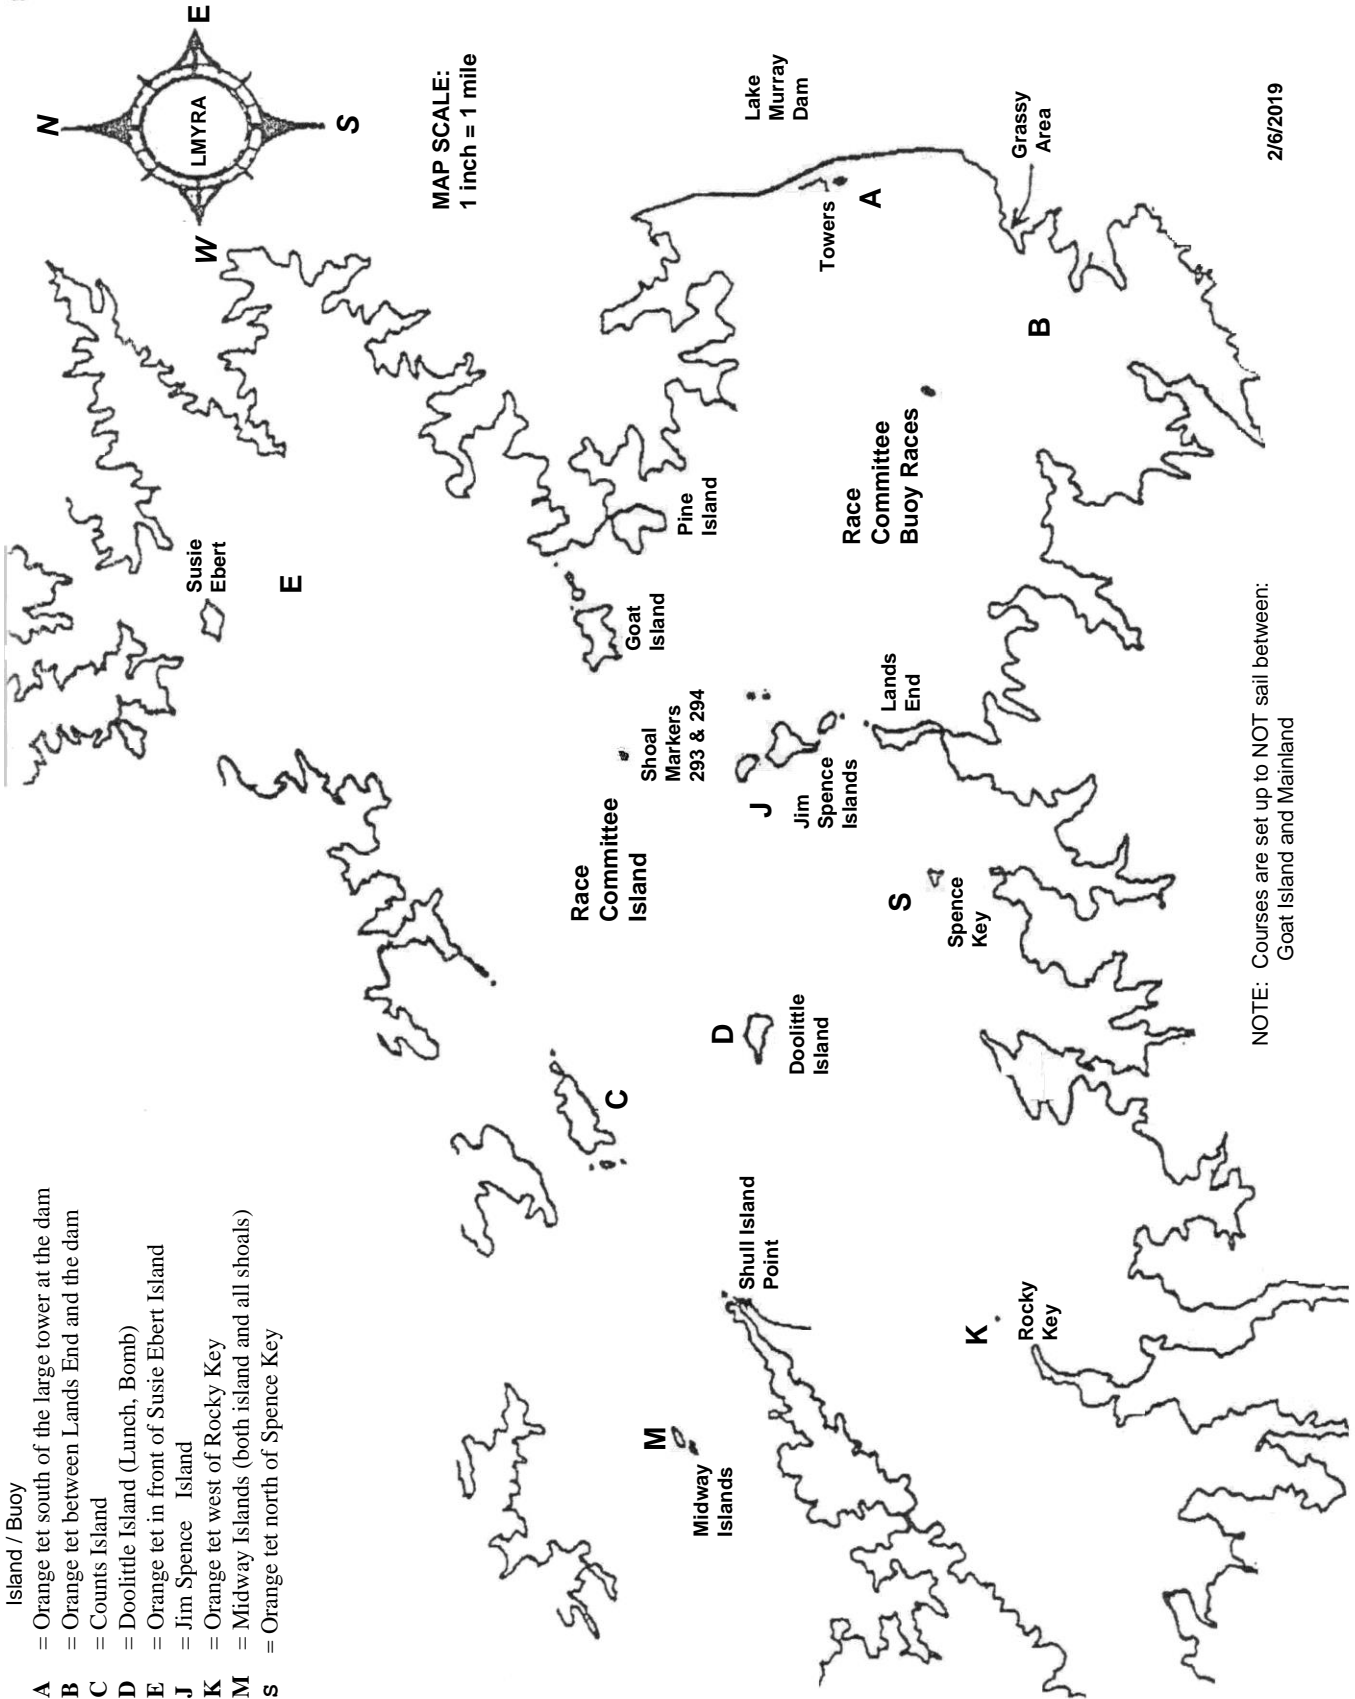 Island / Buoy
A = Orange tet south of the large tower at the dam
B = Orange tet between Lands End and the dam
C = Counts Island
D = Doolittle Island (Lunch, Bomb)
E = Orange tet in front of Susie Ebert Island
J = Jim Spence Island
K = Orange tet west of Rocky Key
M = Midway Islands (both island and all shoals)
S = Orange tet north of Spence Key
N
W
E
S
LMYRA
MAP SCALE:
1 inch = 1 mile
Susie
Ebert
E
Goat
Island
Pine
Island
Lake
Murray
Dam
Towers
A
Grassy
Area
B
Race
Committee
Buoy Races
Shoal
Markers
293 & 294
Race
Committee
Island
J
Jim
Spence
Islands
Lands
End
S
Spence
Key
D
Doolittle
Island
C
Shull Island
Point
M
Midway
Islands
K
Rocky
Key
NOTE: Courses are set up to NOT sail between:
Goat Island and Mainland
2/6/2019